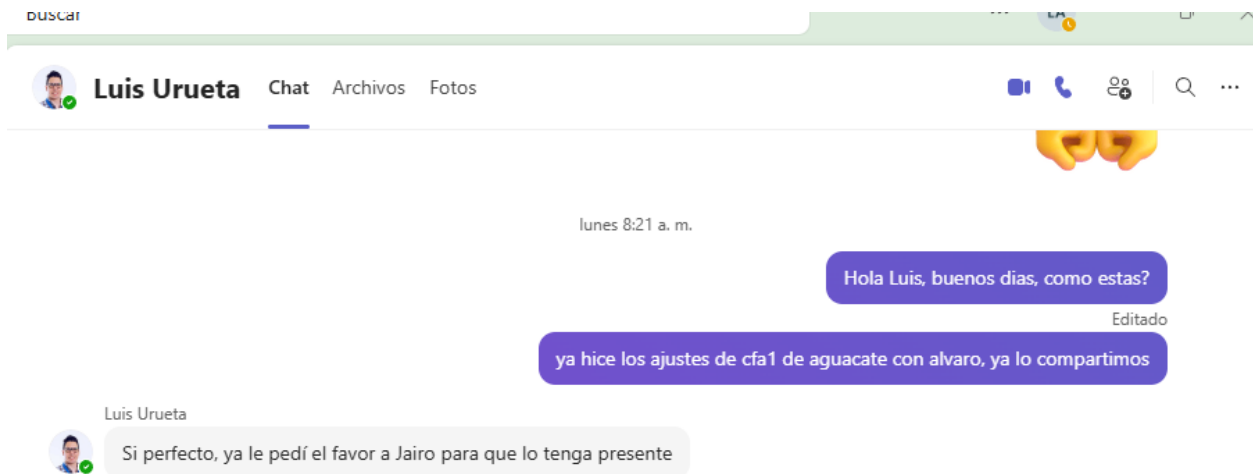 Buscar
LA
Luis Urueta Chat Archivos Fotos
lunes 8:21 a. m.
Hola Luis, buenos dias, como estas?
Editado
ya hice los ajustes de cfa1 de aguacate con alvaro, ya lo compartimos
Luis Urueta
Si perfecto, ya le pedí el favor a Jairo para que lo tenga presente